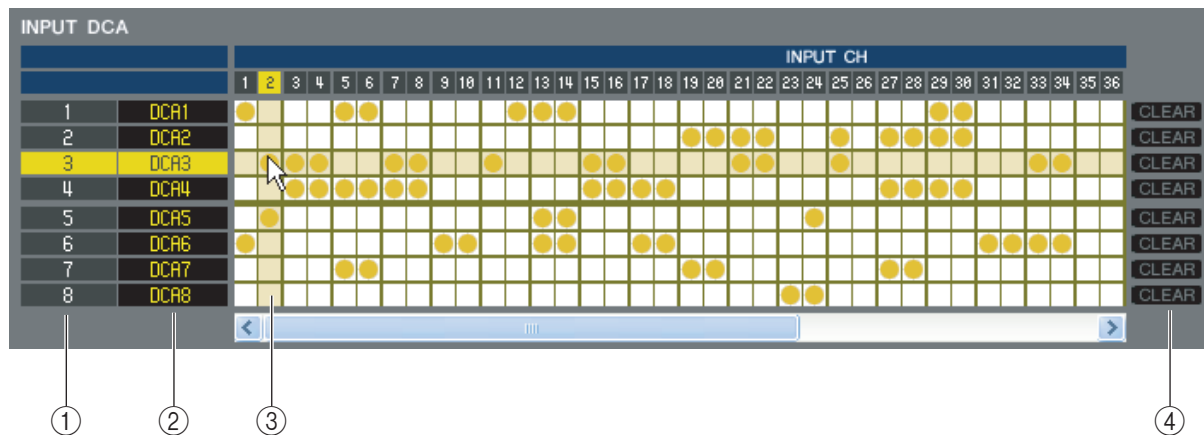 INPUT DCA
INPUT CH
1 2 3 4 5 6 7 8 9 10 11 12 13 14 15 16 17 18 19 20 21 22 23 24 25 26 27 28 29 30 31 32 33 34 35 36
1 DCA1 CLEAR
2 DCA2 CLEAR
3 DCA3 CLEAR
4 DCA4 CLEAR
5 DCA5 CLEAR
6 DCA6 CLEAR
7 DCA7 CLEAR
8 DCA8 CLEAR
① ② ③ ④